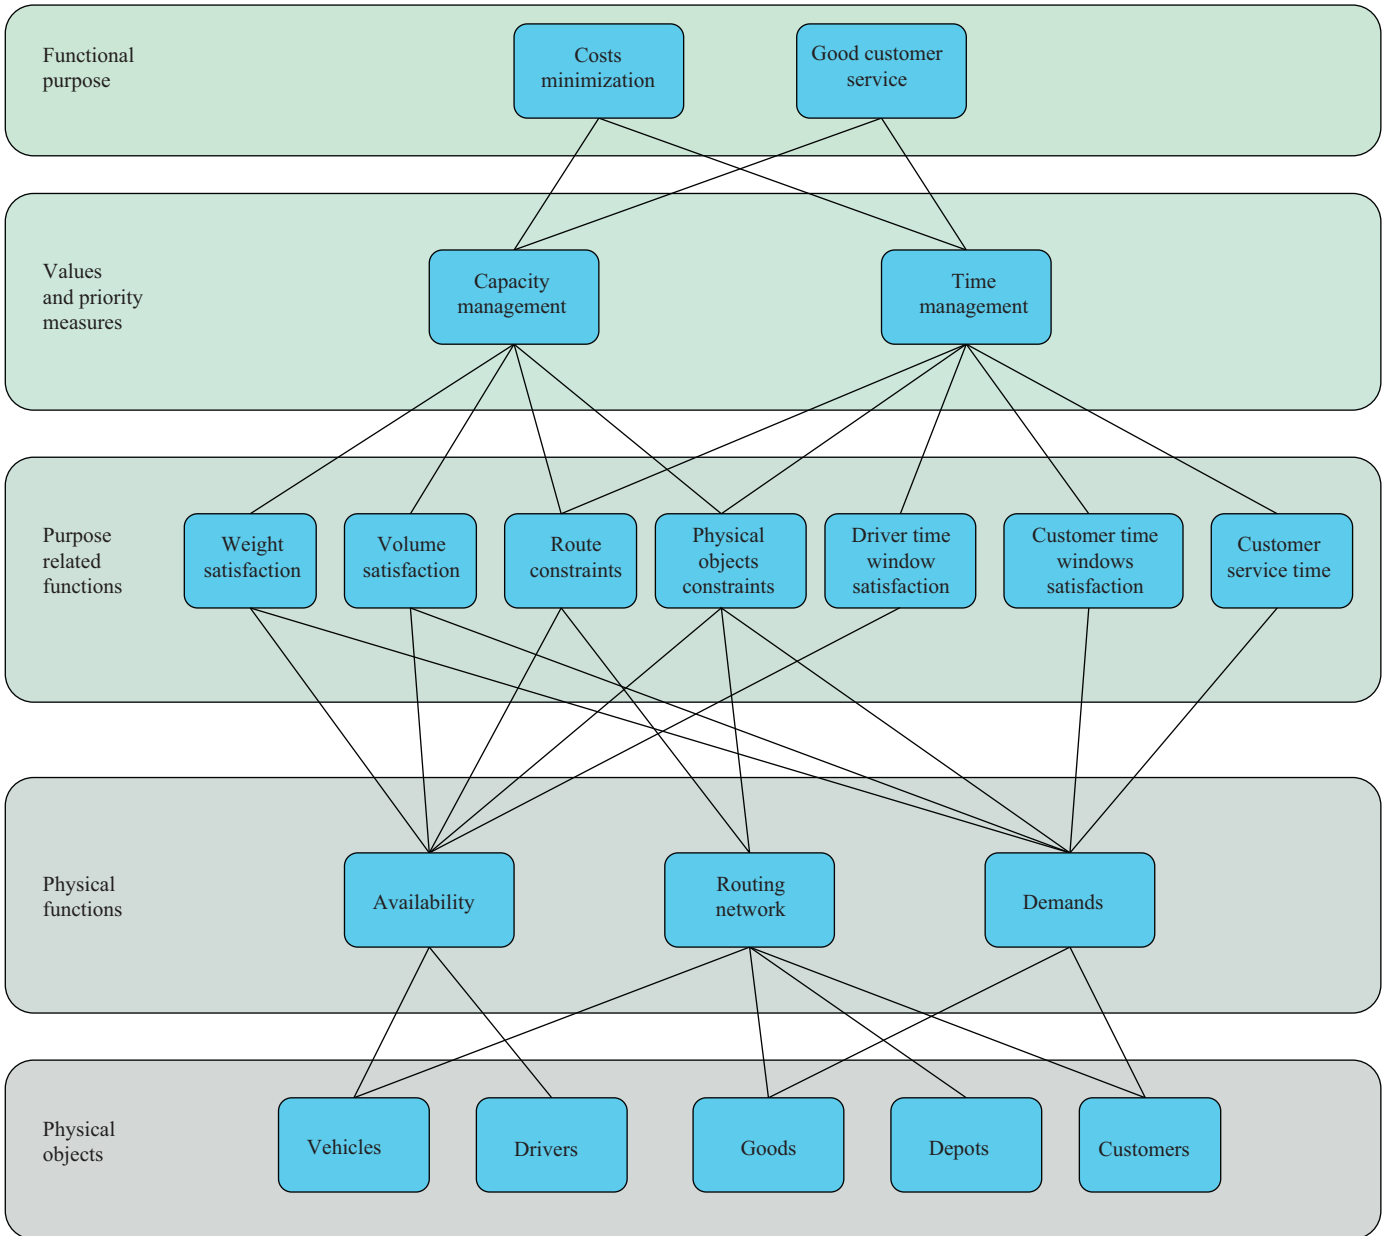 Functional
purpose
Costs
minimization
Good customer
service
Values
and priority
measures
Capacity
management
Time
management
Purpose
related
functions
Weight
satisfaction
Volume
satisfaction
Route
constraints
Physical
objects
constraints
Driver time
window
satisfaction
Customer time
windows
satisfaction
Customer
service time
Physical
functions
Availability
Routing
network
Demands
Physical
objects
Vehicles
Drivers
Goods
Depots
Customers